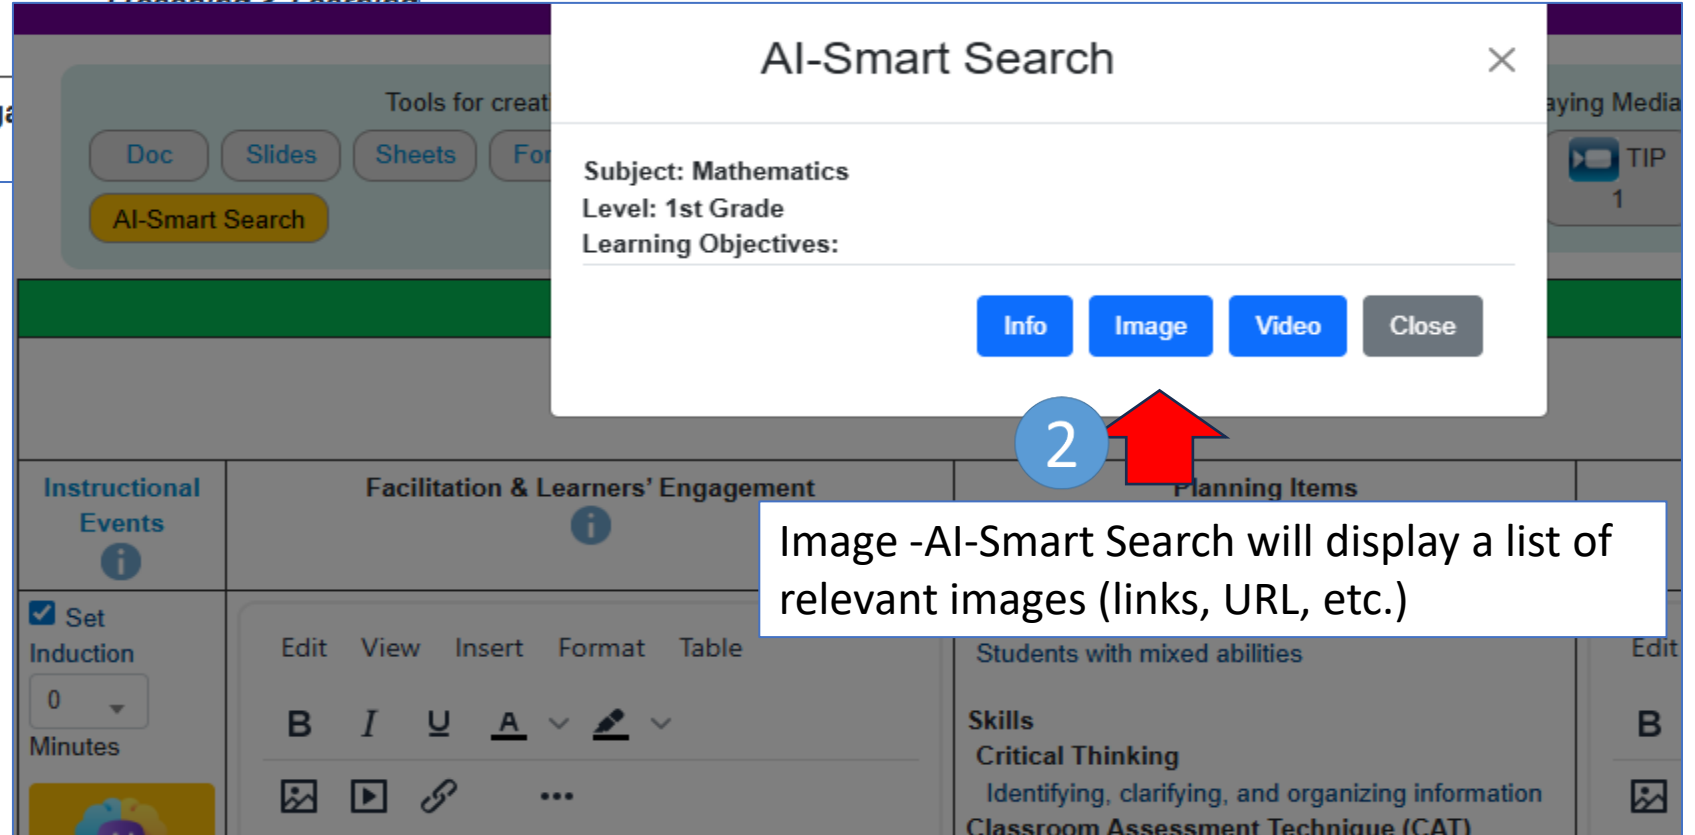 AI-Smart Search
Tools for creat
aying Media
Doc
Slides
Sheets
For
TIP
1
AI-Smart Search
Subject: Mathematics
Level: 1st Grade
Learning Objectives:
Info
Image
Video
Close
2
Instructional
Events
Facilitation & Learners' Engagement
Planning Items
Image -AI-Smart Search will display a list of
relevant images (links, URL, etc.)
Set
Induction
0
Minutes
Edit View Insert Format Table
B I U A
Students with mixed abilities
Skills
Critical Thinking
Identifying, clarifying, and organizing information
Classroom Assessment Technique (CAT)
Edit
B